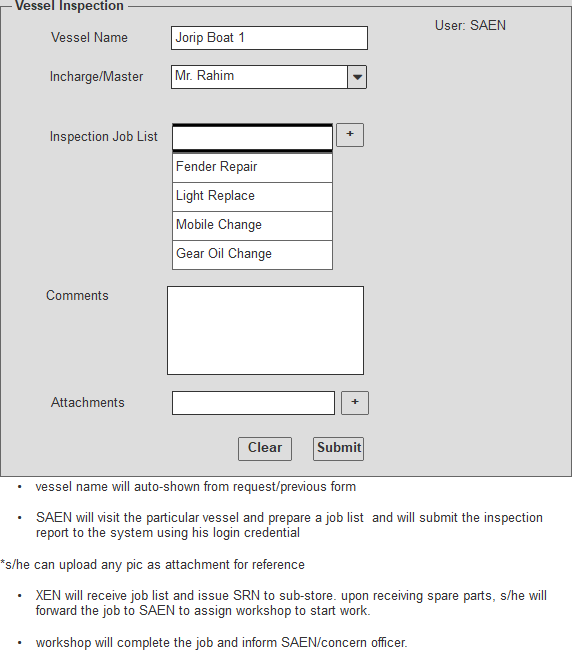 Vessel Inspection
User: SAEN
Vessel Name Jorip Boat 1
Incharge/Master Mr. Rahim
Inspection Job List +
Fender Repair
Light Replace
Mobile Change
Gear Oil Change
Comments
Attachments +
Clear Submit
• vessel name will auto-shown from request/previous form
• SAEN will visit the particular vessel and prepare a job list and will submit the inspection
report to the system using his login credential
*s/he can upload any pic as attachment for reference
• XEN will receive job list and issue SRN to sub-store. upon receiving spare parts, s/he will
forward the job to SAEN to assign workshop to start work.
• workshop will complete the job and inform SAEN/concern officer.